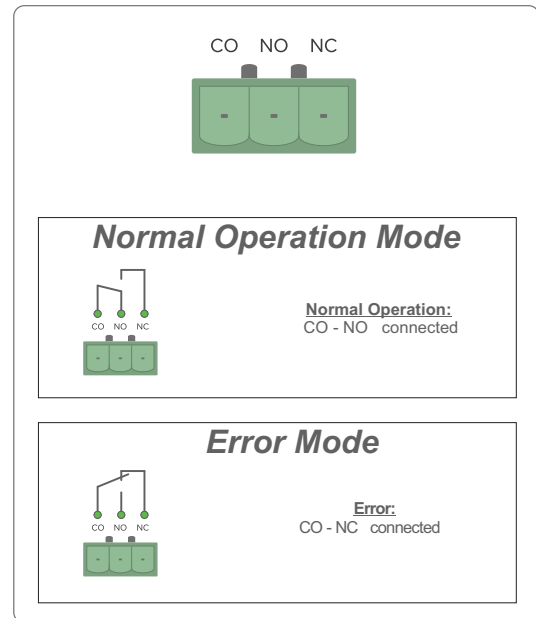 CO NO NC
Normal Operation Mode
CO NO NC
Normal Operation:
CO - NO connected
Error Mode
CO NO NC
Error:
CO - NC connected